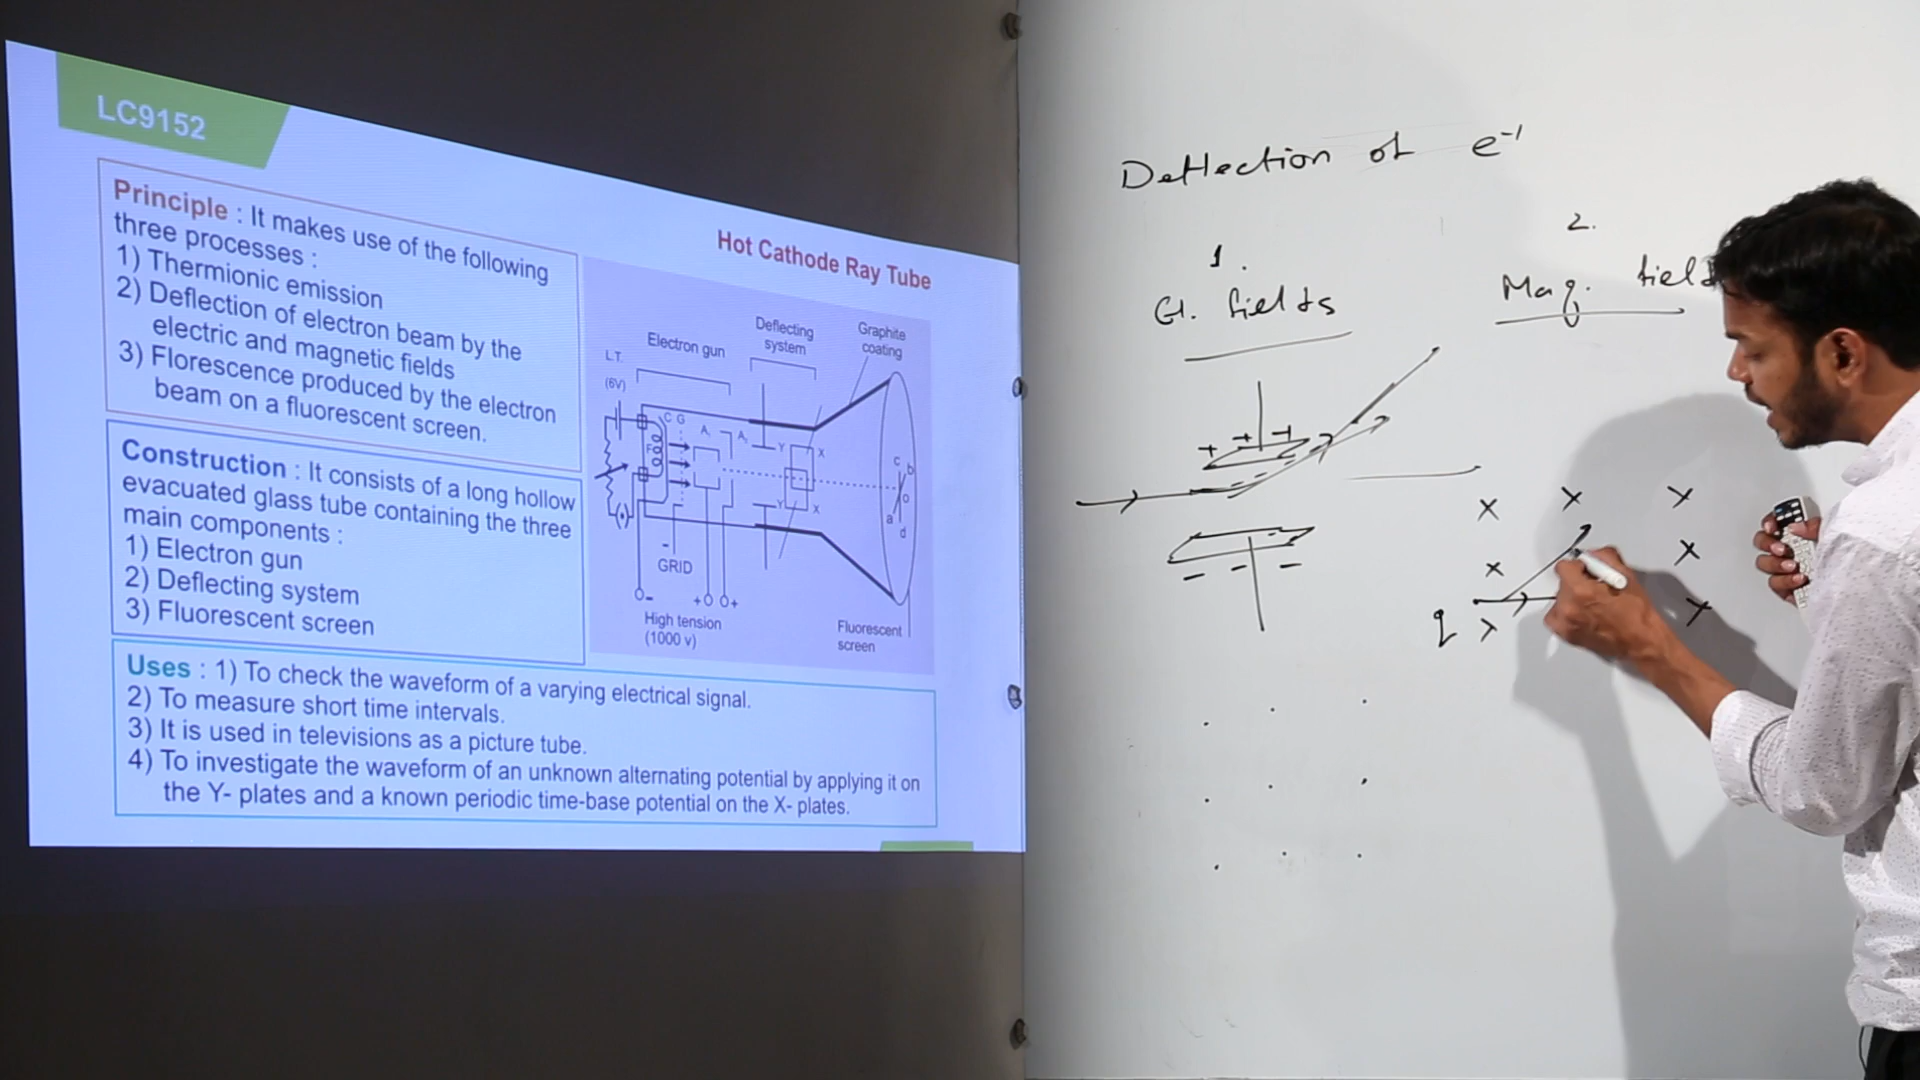 LC9152
Principle : It makes use of the following
three processes :
1) Thermionic emission
2) Deflection of electron beam by the
electric and magnetic fields
3) Florescence produced by the electron
beam on a fluorescent screen.
Construction : It consists of a long hollow
evacuated glass tube containing the three
main components :
1) Electron gun
2) Deflecting system
3) Fluorescent screen
Hot Cathode Ray Tube
L.T.
(6V)
Electron gun
Deflecting
system
Graphite
coating
C G
F
A₁
A₂
Y
X
Y
X
c
b
o
a
d
-
GRID
- + +
High tension
(1000 v)
Fluorescent
screen
Uses : 1) To check the waveform of a varying electrical signal.
2) To measure short time intervals.
3) It is used in televisions as a picture tube.
4) To investigate the waveform of an unknown alternating potential by applying it on
the Y- plates and a known periodic time-base potential on the X- plates.
Deflection of e⁻¹
1.
El. fields
+ + +
- - -
2.
Mag. field
x x x
x x
q x x